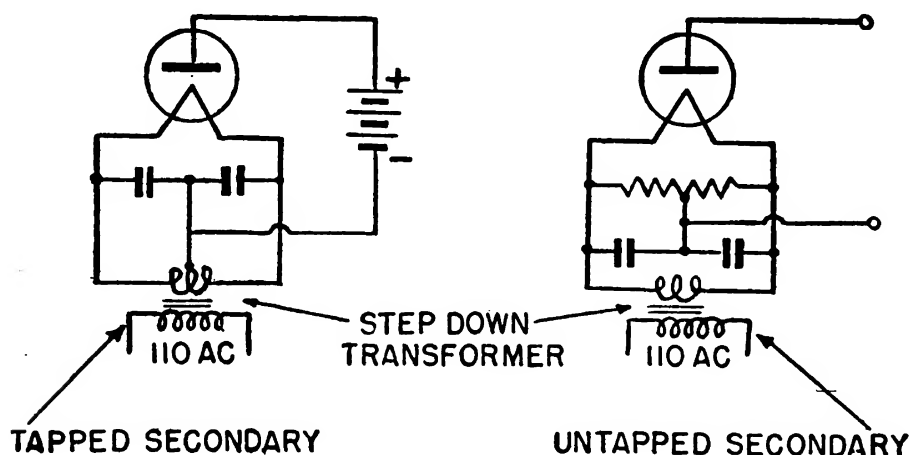 +
-
STEP DOWN
TRANSFORMER
110 AC
110 AC
TAPPED SECONDARY
UNTAPPED SECONDARY